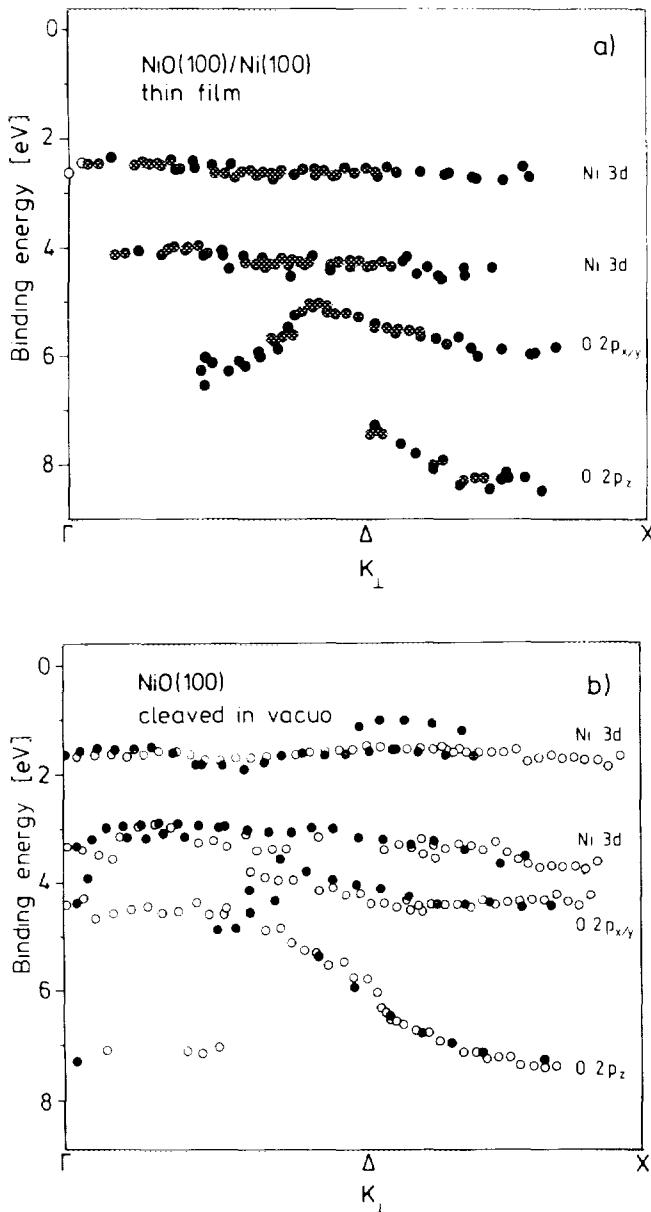 a)
NiO(100)/Ni(100)
thin film
Binding energy [eV]
0
2
4
6
8
Ni 3d
Ni 3d
O 2px/y
O 2pz
Γ
Δ
X
K⊥
b)
NiO(100)
cleaved in vacuo
Binding energy [eV]
0
2
4
6
8
Ni 3d
Ni 3d
O 2px/y
O 2pz
Γ
Δ
X
K⊥